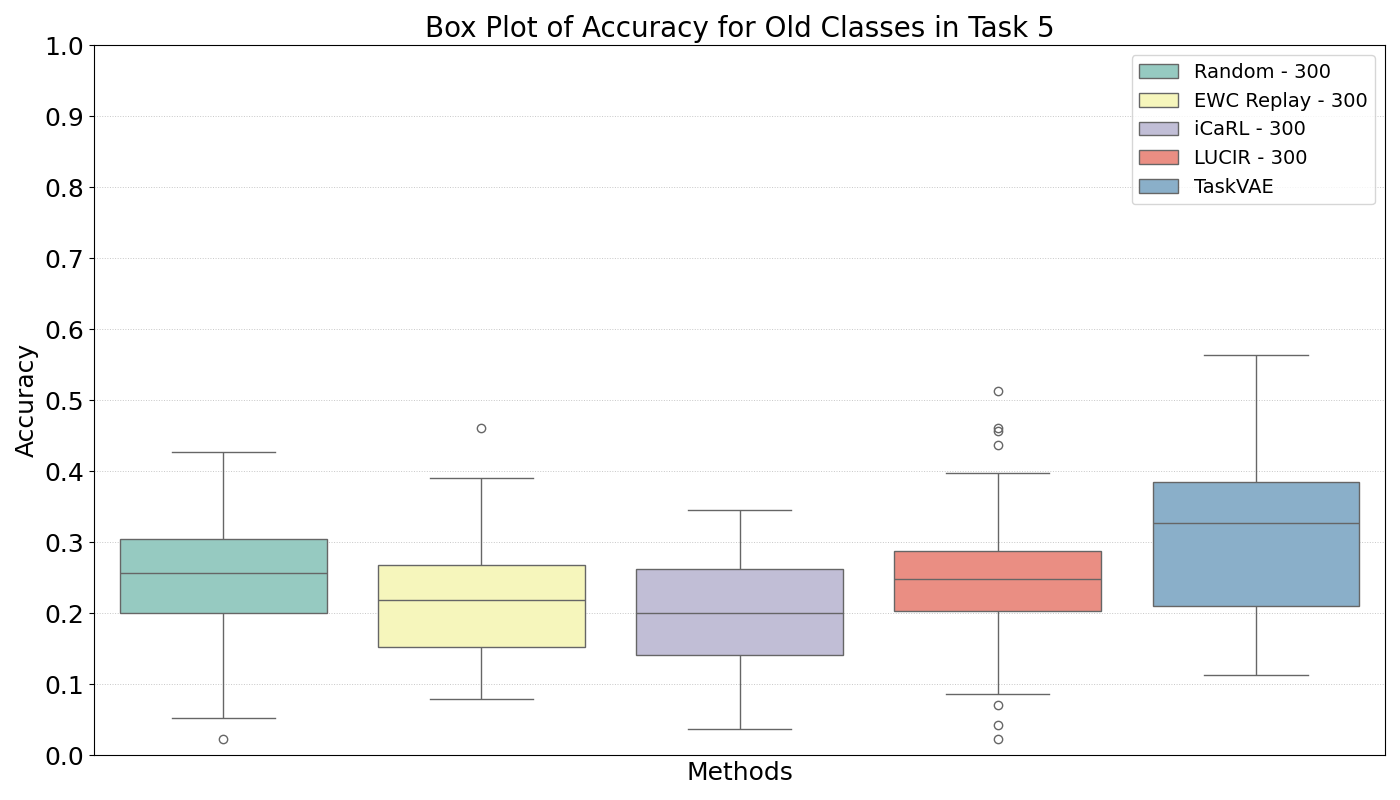 Box Plot of Accuracy for Old Classes in Task 5
1.0
0.9
0.8
0.7
0.6
0.5
0.4
0.3
0.2
0.1
0.0
Accuracy
Methods
Random - 300
EWC Replay - 300
iCaRL - 300
LUCIR - 300
TaskVAE